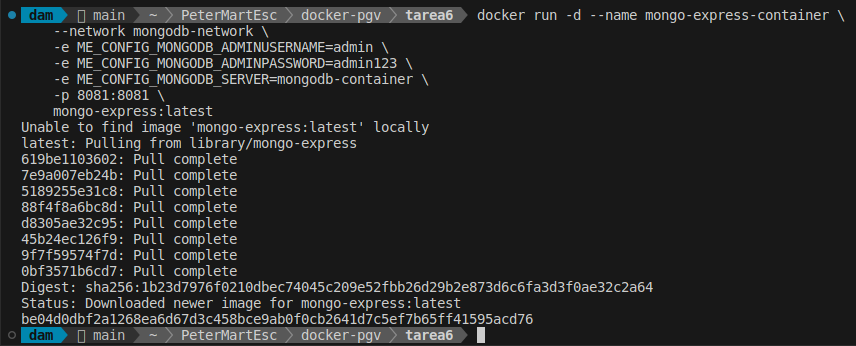 dam main ~ PeterMartEsc docker-pgv tarea6 docker run -d --name mongo-express-container \
--network mongodb-network \
-e ME_CONFIG_MONGODB_ADMINUSERNAME=admin \
-e ME_CONFIG_MONGODB_ADMINPASSWORD=admin123 \
-e ME_CONFIG_MONGODB_SERVER=mongodb-container \
-p 8081:8081 \
mongo-express:latest
Unable to find image 'mongo-express:latest' locally
latest: Pulling from library/mongo-express
619be1103602: Pull complete
7e9a007eb24b: Pull complete
5189255e31c8: Pull complete
88f4f8a6bc8d: Pull complete
d8305ae32c95: Pull complete
45b24ec126f9: Pull complete
9f7f59574f7d: Pull complete
0bf3571b6cd7: Pull complete
Digest: sha256:1b23d7976f0210dbec74045c209e52fbb26d29b2e873d6c6fa3d3f0ae32c2a64
Status: Downloaded newer image for mongo-express:latest
be04d0dbf2a1268ea6d67d3c458bce9ab0f0cb2641d7c5ef7b65ff41595acd76
dam main ~ PeterMartEsc docker-pgv tarea6